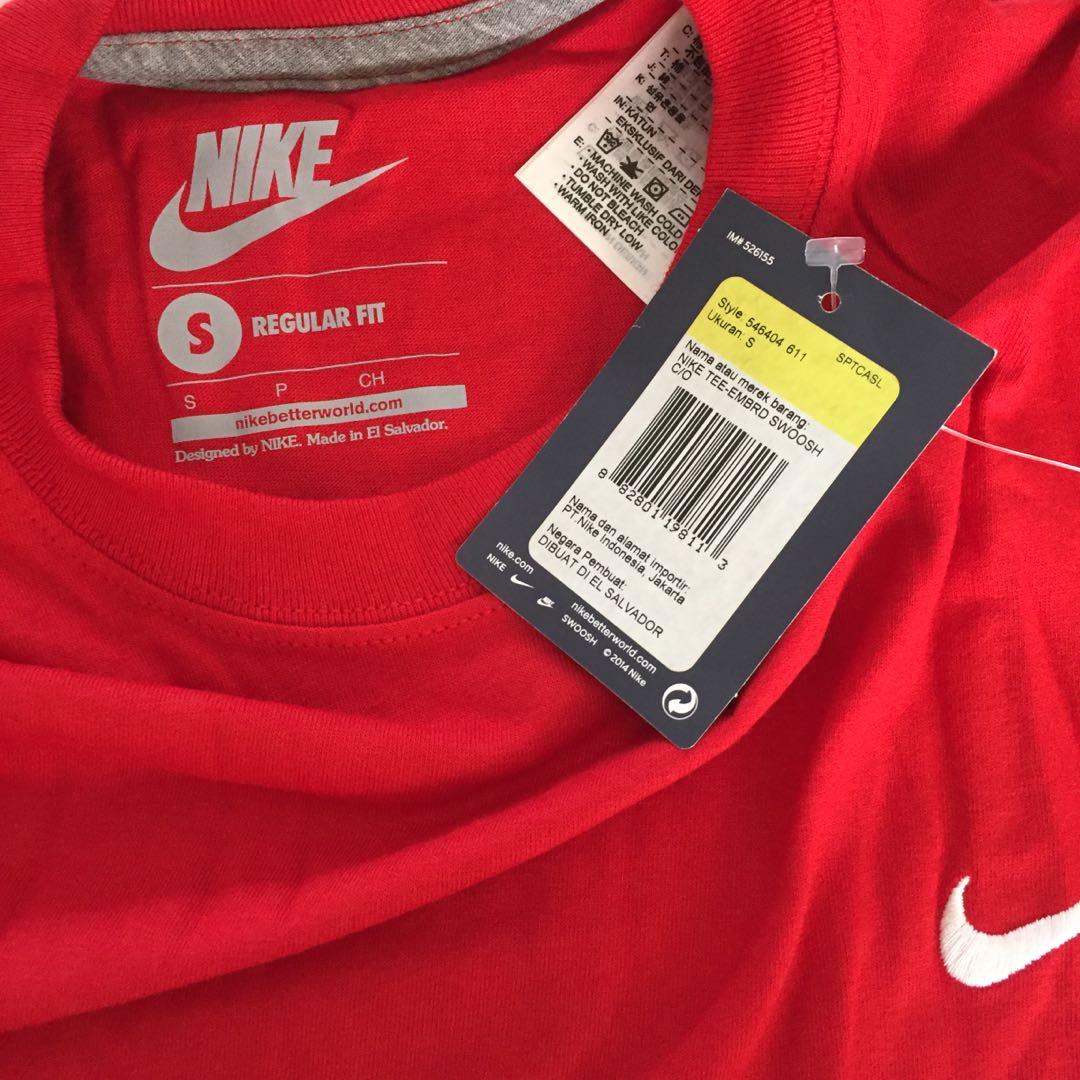 NIKE
S REGULAR FIT
S P CH
nikebetterworld.com
Designed by NIKE. Made in El Salvador.
IN:KATUN
EKSKLUSIF DARI
E: • MACHINE WASH COLD
• WASH WITH LIKE
• DO NOT BLEACH
• TUMBLE DRY LOW
• WARM IRON
IM# 526155
Style: 546404 611 SPTCASL
Ukuran: S
Nama atau merek barang:
NIKE TEE-EMBRD SWOOSH
C/O
8 82801 19811 3
Nama dan alamat importir:
PT.Nike Indonesia, Jakarta
Negara Pembuat:
DIBUAT DI EL SALVADOR
nike.com nikebetterworld.com
NIKE SWOOSH © 2014 Nike